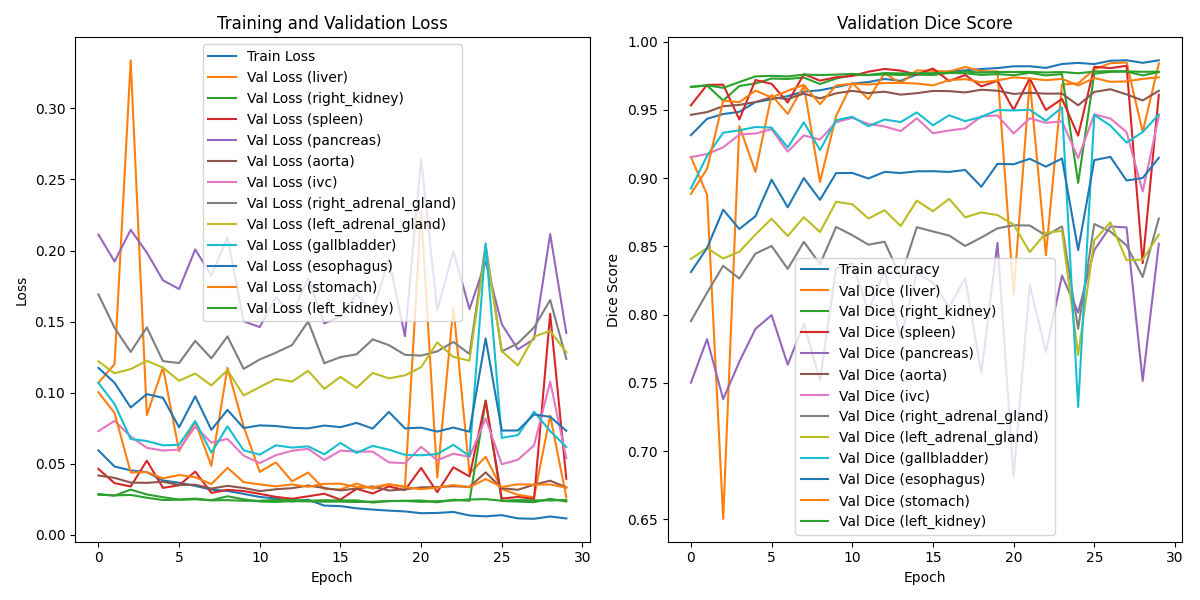 Training and Validation Loss
Loss
0.30
0.25
0.20
0.15
0.10
0.05
0.00
Train Loss
Val Loss (liver)
Val Loss (right_kidney)
Val Loss (spleen)
Val Loss (pancreas)
Val Loss (aorta)
Val Loss (ivc)
Val Loss (right_adrenal_gland)
Val Loss (left_adrenal_gland)
Val Loss (gallbladder)
Val Loss (esophagus)
Val Loss (stomach)
Val Loss (left_kidney)
0 5 10 15 20 25 30
Epoch
Validation Dice Score
Dice Score
1.00
0.95
0.90
0.85
0.80
0.75
0.70
0.65
Train accuracy
Val Dice (liver)
Val Dice (right_kidney)
Val Dice (spleen)
Val Dice (pancreas)
Val Dice (aorta)
Val Dice (ivc)
Val Dice (right_adrenal_gland)
Val Dice (left_adrenal_gland)
Val Dice (gallbladder)
Val Dice (esophagus)
Val Dice (stomach)
Val Dice (left_kidney)
0 5 10 15 20 25 30
Epoch